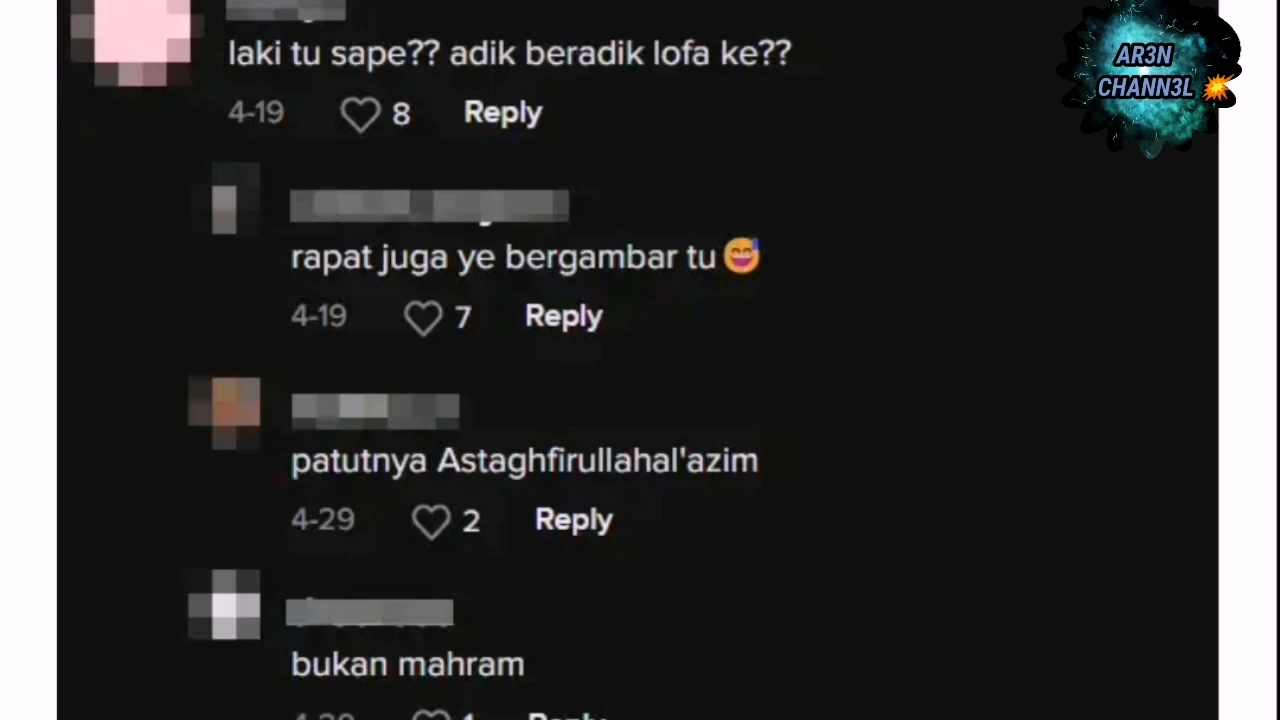 AR3N
CHANN3L
laki tu sape?? adik beradik lofa ke??
4-19 8 Reply
rapat juga ye bergambar tu😅
4-19 7 Reply
patutnya Astaghfirullahal'azim
4-29 2 Reply
bukan mahram